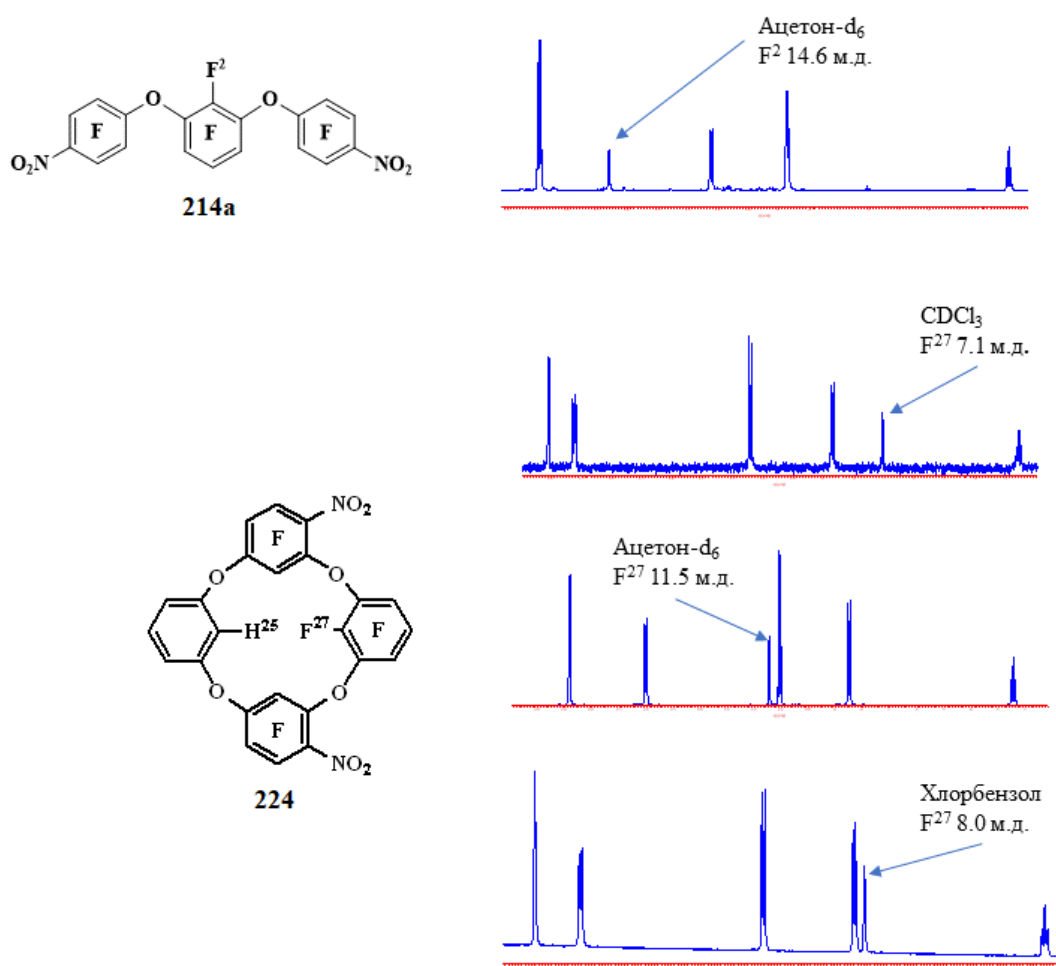 Ацетон-d6
F2 14.6 м.д.
F2
O O
F F F
O2N NO2
214a
CDCl3
F27 7.1 м.д.
NO2
F
Ацетон-d6
F27 11.5 м.д.
O O
H25 F27 F
O O
F
NO2
224
Хлорбензол
F27 8.0 м.д.